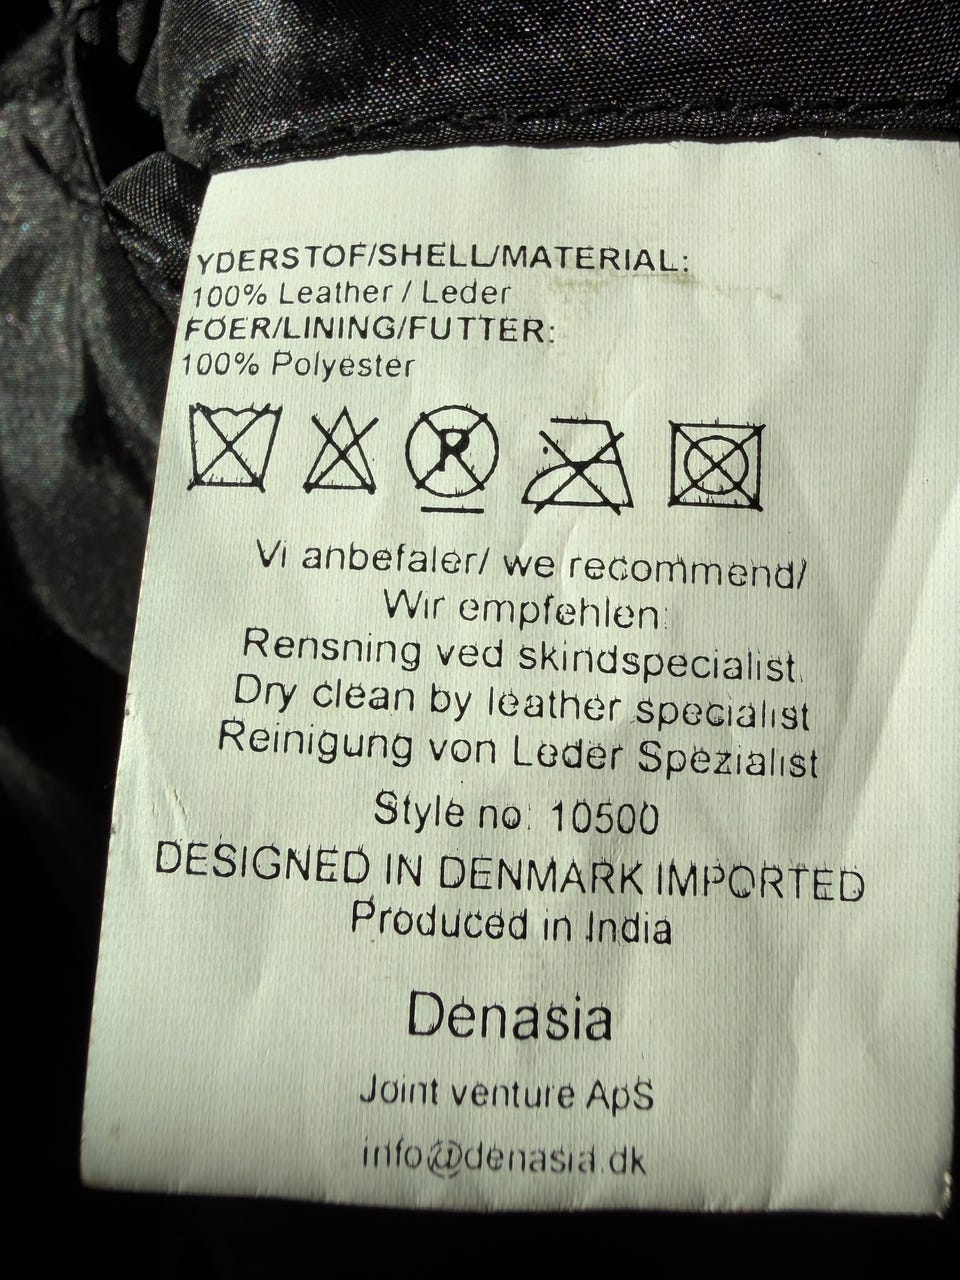 YDERSTOF/SHELL/MATERIAL:
100% Leather / Leder
FOER/LINING/FUTTER:
100% Polyester
R
Vi anbefaler/ we recommend/
Wir empfehlen:
Rensning ved skindspecialist.
Dry clean by leather specialist
Reinigung von Leder Spezialist
Style no: 10500
DESIGNED IN DENMARK IMPORTED
Produced in India
Denasia
Joint venture ApS
info@denasia.dk